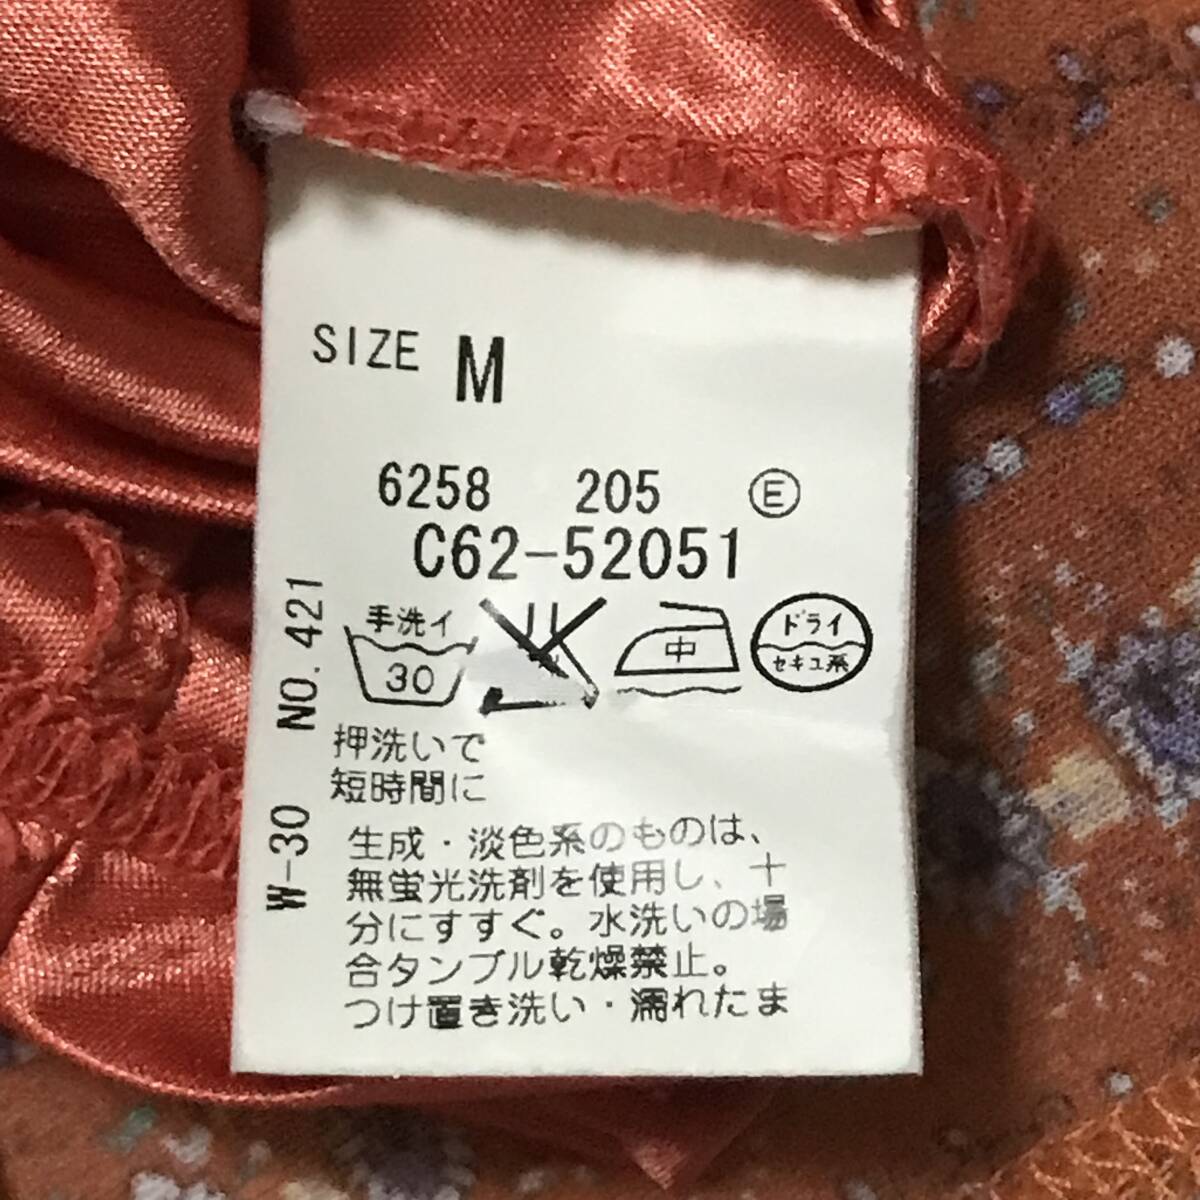 SIZE M
6258 205 E
C62-52051
手洗イ
30
中
ドライ
セキユ系
押洗いで
短時間に
生成・淡色系のものは、
無蛍光洗剤を使用し、十
分にすすぐ。水洗いの場
合タンブル乾燥禁止。
つけ置き洗い・濡れたま
W-30 NO.421